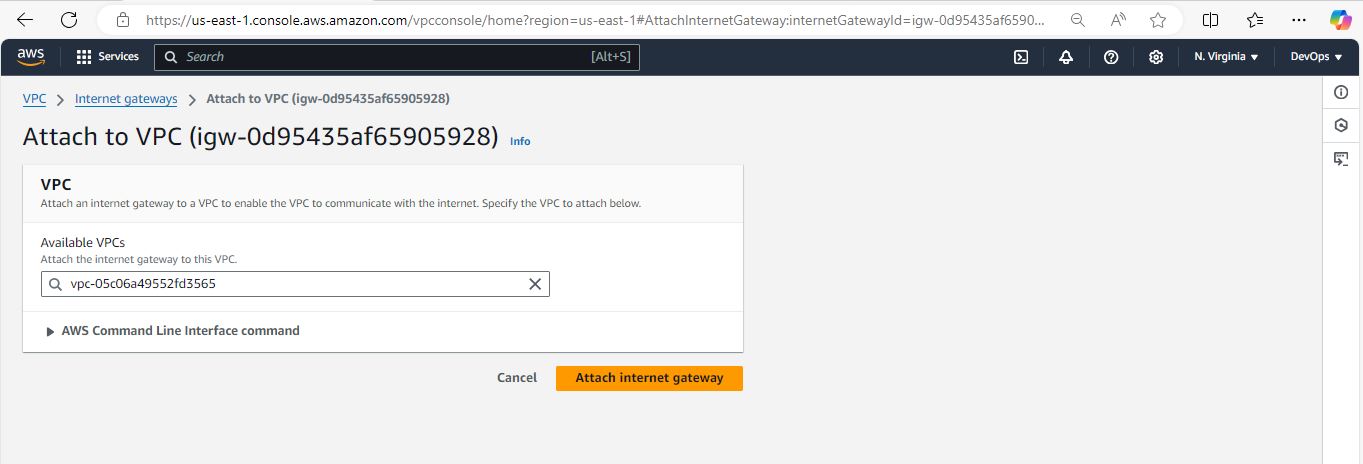 https://us-east-1.console.aws.amazon.com/vpcconsole/home?region=us-east-1#AttachInternetGateway:internetGatewayId=igw-0d95435af6590...
aws Services Search [Alt+S] N. Virginia DevOps
VPC > Internet gateways > Attach to VPC (igw-0d95435af65905928)
Attach to VPC (igw-0d95435af65905928) Info
VPC
Attach an internet gateway to a VPC to enable the VPC to communicate with the internet. Specify the VPC to attach below.
Available VPCs
Attach the internet gateway to this VPC.
vpc-05c06a49552fd3565
AWS Command Line Interface command
Cancel Attach internet gateway